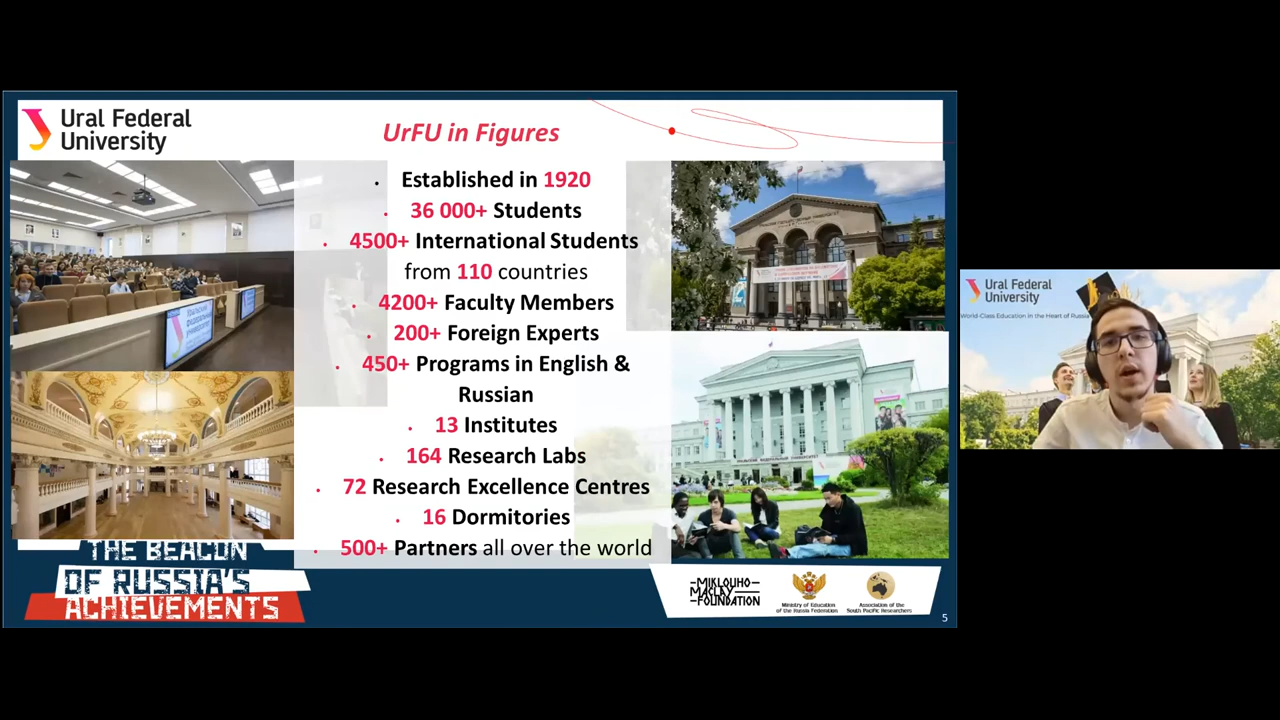 Ural Federal
University
UrFU in Figures
Established in 1920
36 000+ Students
4500+ International Students
from 110 countries
4200+ Faculty Members
200+ Foreign Experts
450+ Programs in English &
Russian
13 Institutes
164 Research Labs
72 Research Excellence Centres
16 Dormitories
500+ Partners all over the world
THE BEACON
OF RUSSIA'S
ACHIEVEMENTS
MIKLOUHO
MACLAY
FOUNDATION
Ministry of Education
of the Russia Federation
Association of the
South Pacific Researchers
5
Ural Federal
University
World-Class Education in the Heart of Russia